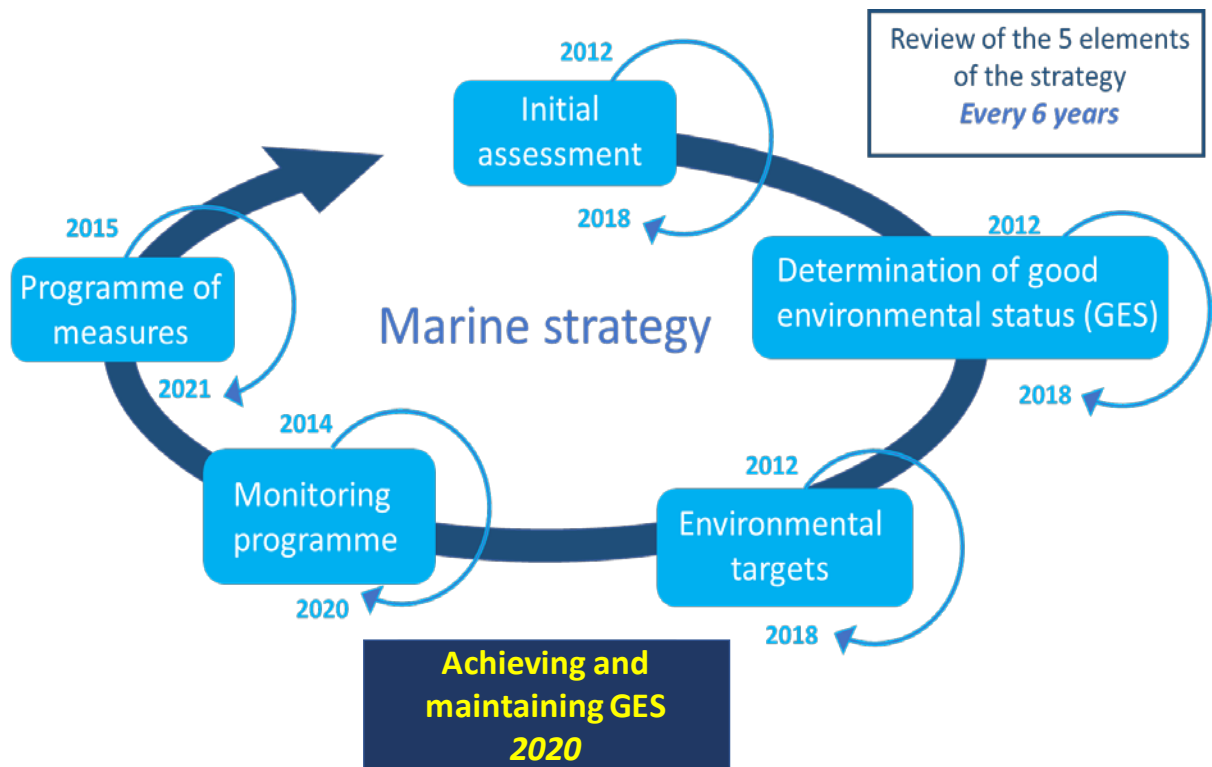 Review of the 5 elements
of the strategy
Every 6 years
2012
Initial
assessment
2018
2012
Determination of good
environmental status (GES)
2018
2012
Environmental
targets
2018
2014
Monitoring
programme
2020
2015
Programme of
measures
2021
Marine strategy
Achieving and
maintaining GES
2020